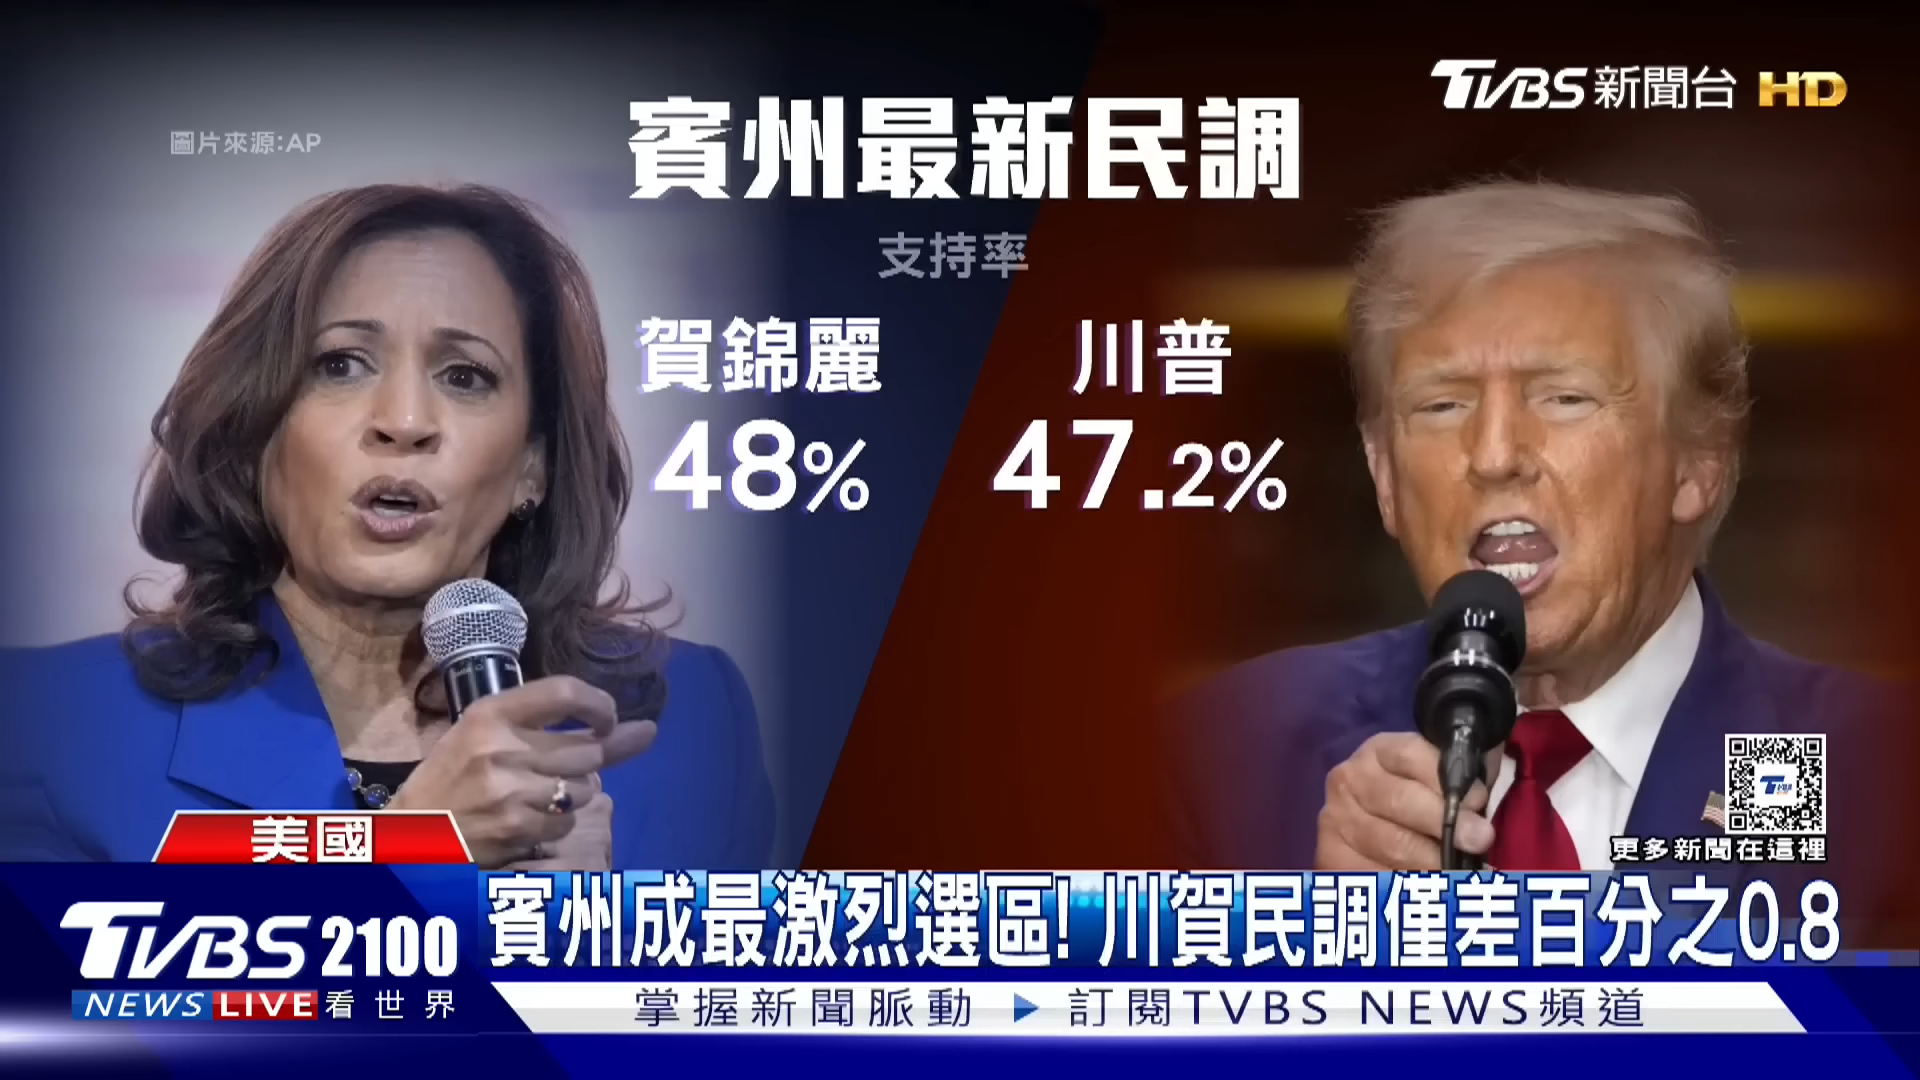 TVBS新聞台 HD
圖片來源:AP
賓州最新民調
支持率
賀錦麗 川普
48% 47.2%
TVBS
更多新聞在這裡
美國
賓州成最激烈選區! 川賀民調僅差百分之0.8
TVBS 2100
NEWS LIVE 看世界
掌握新聞脈動 ▶ 訂閱TVBS NEWS頻道